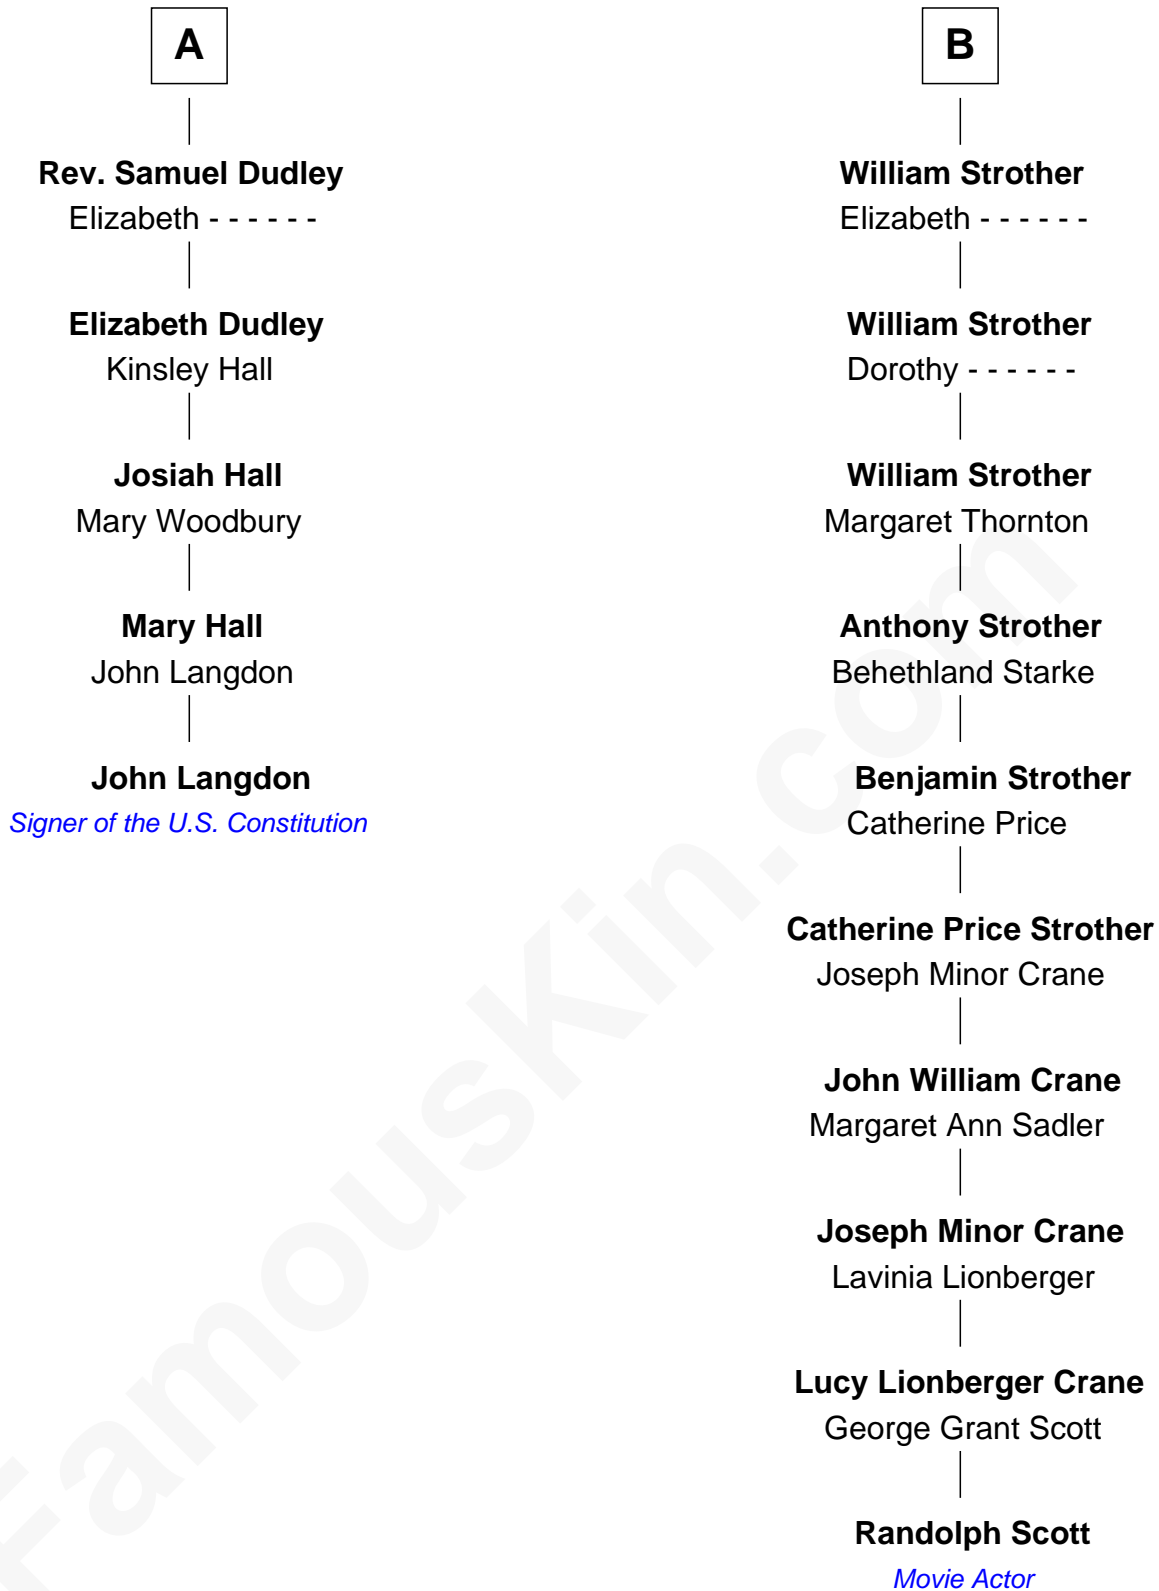 A
Rev. Samuel Dudley
Elizabeth - - - - - -
Elizabeth Dudley
Kinsley Hall
Josiah Hall
Mary Woodbury
Mary Hall
John Langdon
John Langdon
Signer of the U.S. Constitution
B
William Strother
Elizabeth - - - - - -
William Strother
Dorothy - - - - - -
William Strother
Margaret Thornton
Anthony Strother
Behethland Starke
Benjamin Strother
Catherine Price
Catherine Price Strother
Joseph Minor Crane
John William Crane
Margaret Ann Sadler
Joseph Minor Crane
Lavinia Lionberger
Lucy Lionberger Crane
George Grant Scott
Randolph Scott
Movie Actor
FamousKin.com